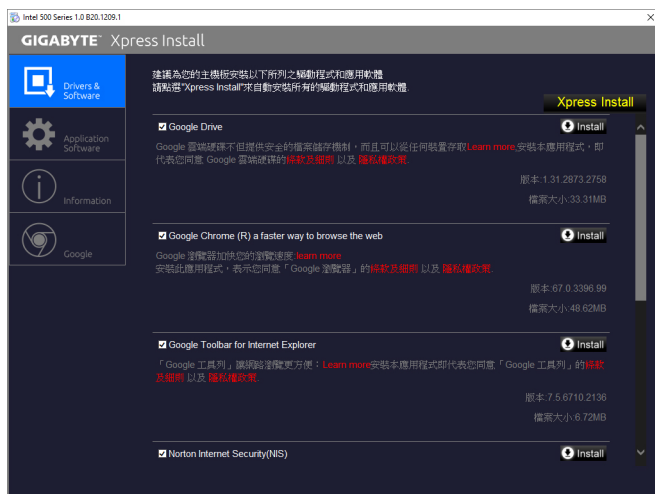 Intel 500 Series 1.0 B20.1209.1
GIGABYTE™ Xpress Install
Drivers &
Software
Application
Software
Information
Google
建議為您的主機板安裝以下所列之驅動程式和應用軟體
請點選"Xpress Install"來自動安裝所有的驅動程式和應用軟體.
Xpress Install
Google Drive
Install
Google 雲端硬碟不但提供安全的檔案儲存機制，而且可以從任何裝置存取Learn more,安裝本應用程式，即
代表您同意 Google 雲端硬碟的條款及細則 以及 隱私權政策.
版本:1.31.2873.2758
檔案大小:33.31MB
Google Chrome (R) a faster way to browse the web
Install
Google 瀏覽器加快您的瀏覽速度:learn more
安裝此應用程式，表示您同意「Google 瀏覽器」的條款及細則 以及 隱私權政策.
版本:67.0.3396.99
檔案大小:48.62MB
Google Toolbar for Internet Explorer
Install
「Google 工具列」讓網路瀏覽更方便：Learn more安裝本應用程式即代表您同意「Google 工具列」的條款
及細則 以及 隱私權政策.
版本:7.5.6710.2136
檔案大小:6.72MB
Norton Internet Security(NIS)
Install